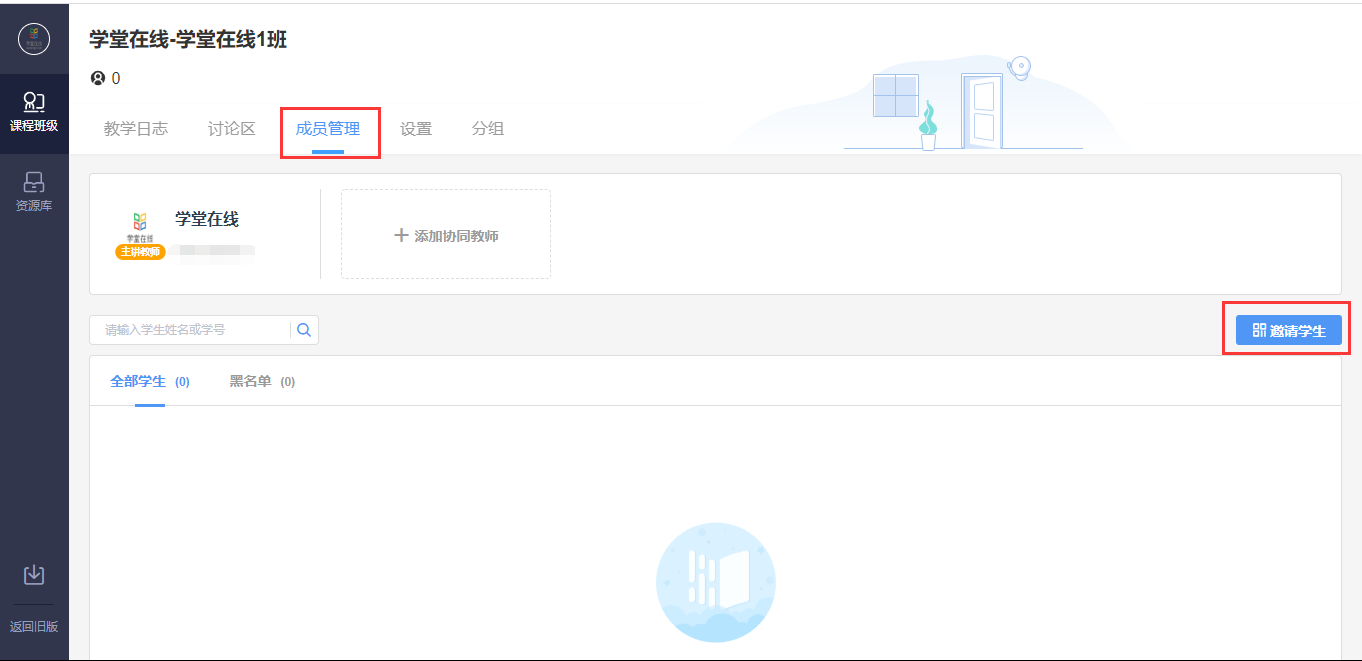 学堂在线-学堂在线1班
0
课程班级
教学日志 讨论区 成员管理 设置 分组
资源库
学堂在线
学堂在线
主讲教师
添加协同教师
请输入学生姓名或学号
邀请学生
全部学生 (0) 黑名单 (0)
返回旧版